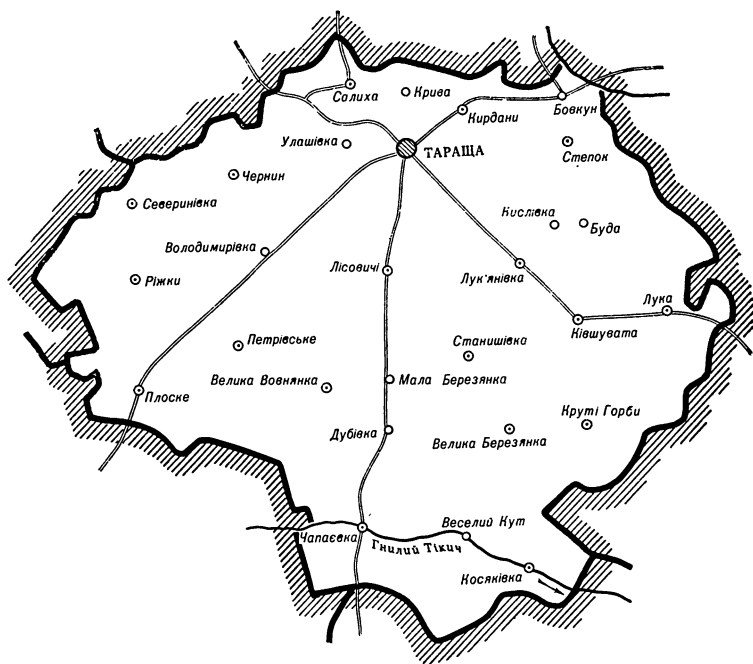 Салиха
Крива
Кирдани
Бовкун
Улашівка
ТАРАЩА
Степок
Чернин
Северинівка
Кислівка
Буда
Володимирівка
Лісовичі
Лук'янівка
Ріжки
Лука
Ківшувата
Петрівське
Станишівка
Велика Вовнянка
Мала Березянка
Плоске
Круті Горби
Дубівка
Велика Березянка
Чапаєвка
Гнилий Тікич
Веселий Кут
Косяківка